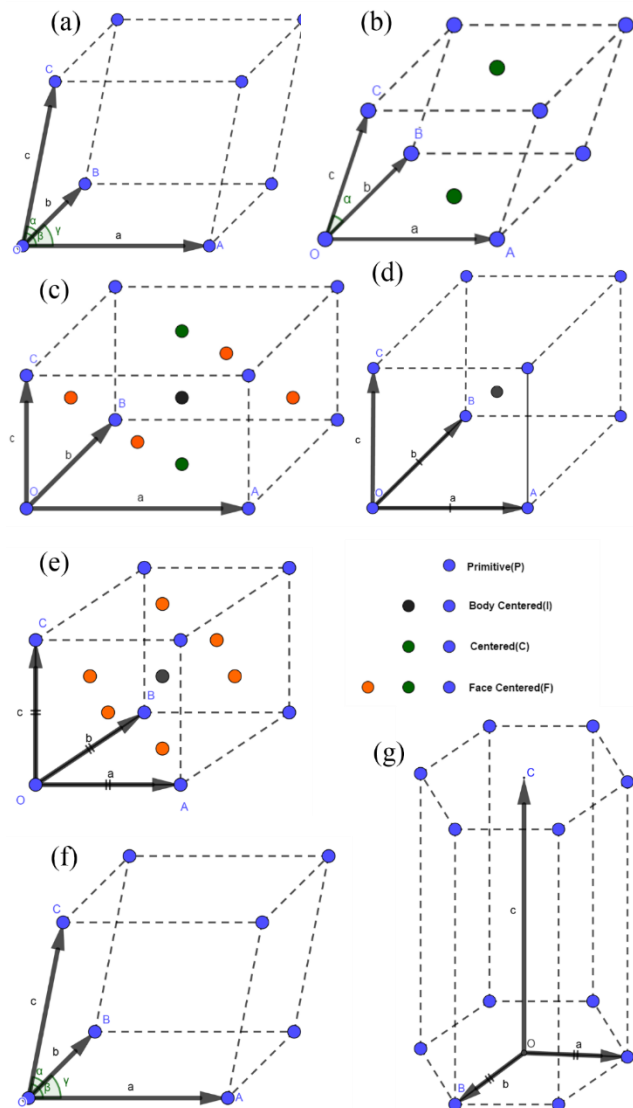 (a)
C
c
B
b
α
β
γ
a
O
A
(b)
C
B
c
b
α
a
O
A
(c)
C
B
c
b
O
a
A
(d)
C
B
c
b
O
a
A
(e)
C
B
c
b
a
O
A
Primitive(P)
Body Centered(I)
Centered(C)
Face Centered(F)
(f)
C
c
B
b
α
β
γ
a
O
A
(g)
C
c
O
a
B
b